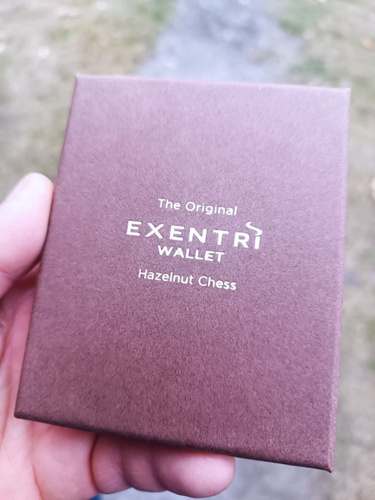 The Original
EXENTRI
WALLET
Hazelnut Chess